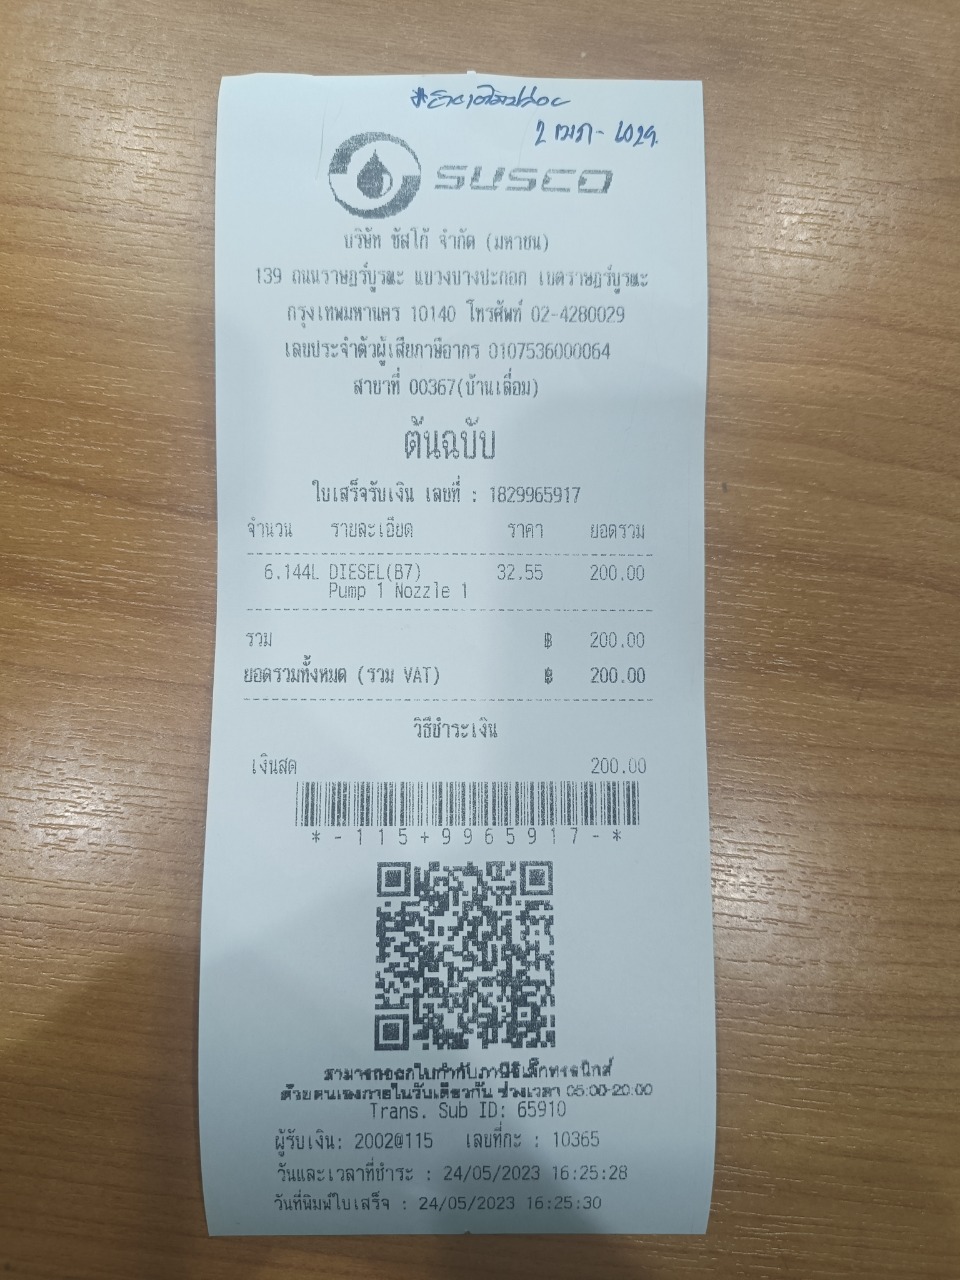 2 เมภ - 1029
SUSCO
บริษัท ซัสโก้ จำกัด (มหาชน)
139 ถนนราษฎร์บูรณะ แขวงบางปะกอก เขตราษฎร์บูรณะ
กรุงเทพมหานคร 10140 โทรศัพท์ 02-4280029
เลขประจำตัวผู้เสียภาษีอากร 0107536000064
สาขาที่ 00367(บ้านเลื่อม)
ต้นฉบับ
ใบเสร็จรับเงิน เลขที่ : 1829965917
จำนวน รายละเอียด ราคา ยอดรวม
6.144L DIESEL(B7) 32.55 200.00
Pump 1 Nozzle 1
รวม ฿ 200.00
ยอดรวมทั้งหมด (รวม VAT) ฿ 200.00
วิธีชำระเงิน
เงินสด 200.00
*-115+9965917-*
สามารถออกใบกำกับภาษีอิเล็กทรอนิกส์
ด้วยตนเองภายในวันเดียวกัน ช่วงเวลา 05:00-20:00
Trans. Sub ID: 65910
ผู้รับเงิน: 2002@115 เลขที่กะ : 10365
วันและเวลาที่ชำระ : 24/05/2023 16:25:28
วันที่พิมพ์ใบเสร็จ : 24/05/2023 16:25:30